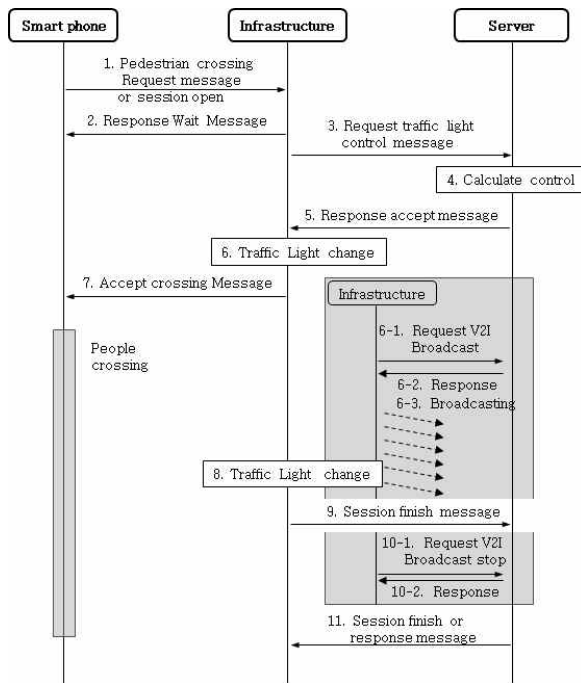 Smart phone
Infrastructure
Server
1. Pedestrian crossing
Request message
or session open
2. Response Wait Message
3. Request traffic light
control message
4. Calculate control
5. Response accept message
6. Traffic Light change
7. Accept crossing Message
Infrastructure
6-1. Request V2I
Broadcast
People
crossing
6-2. Response
6-3. Broadcasting
8. Traffic Light change
9. Session finish message
10-1. Request V2I
Broadcast stop
10-2. Response
11. Session finish or
response message